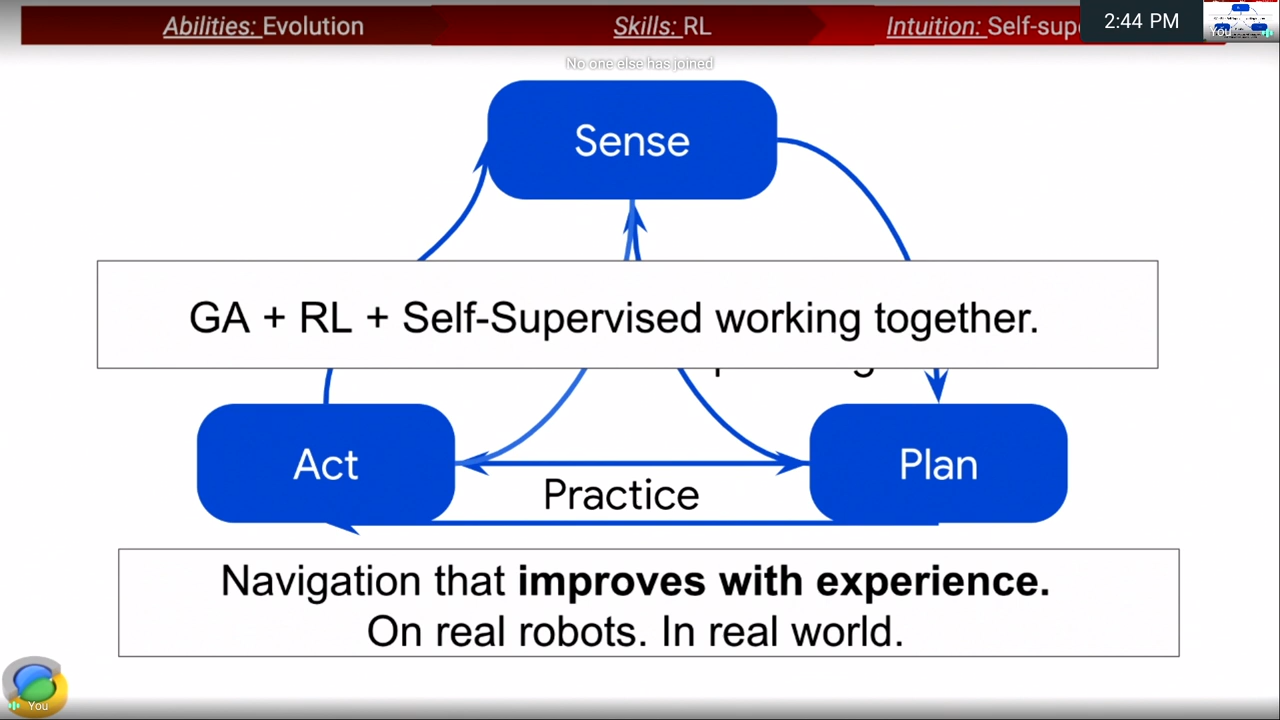 Abilities: Evolution
Skills: RL
Intuition: Self-sup
2:44 PM
You
No one else has joined
Sense
GA + RL + Self-Supervised working together.
Act
Plan
Practice
Navigation that improves with experience.
On real robots. In real world.
You